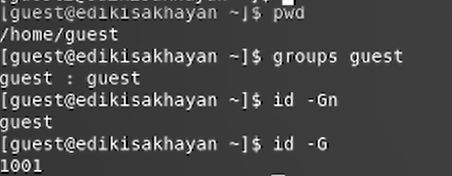 [guest@edikisakhayan ~]$ pwd
/home/guest
[guest@edikisakhayan ~]$ groups guest
guest : guest
[guest@edikisakhayan ~]$ id -Gn
guest
[guest@edikisakhayan ~]$ id -G
1001